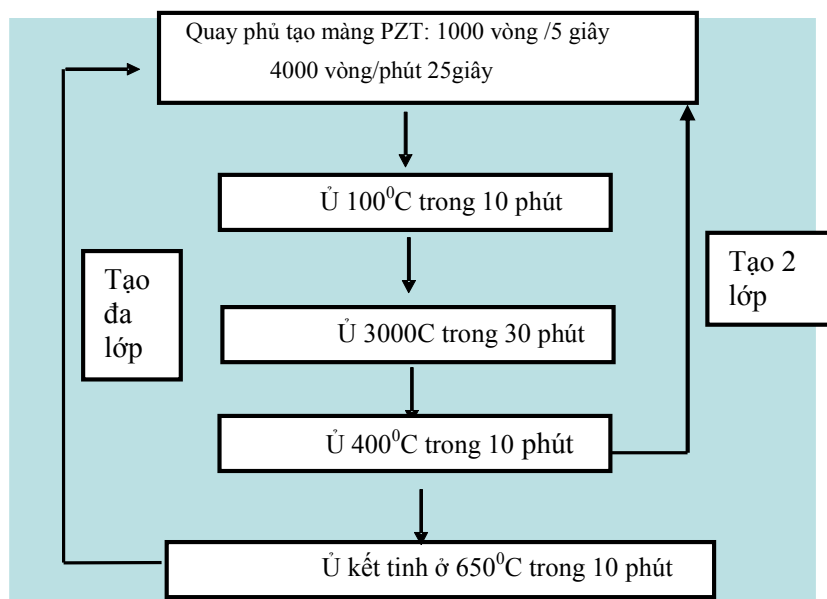 Quay phủ tạo màng PZT: 1000 vòng /5 giây
4000 vòng/phút 25giây
Ủ 100⁰C trong 10 phút
Tạo
đa
lớp
Tạo 2
lớp
Ủ 3000C trong 30 phút
Ủ 400⁰C trong 10 phút
Ủ kết tinh ở 650⁰C trong 10 phút